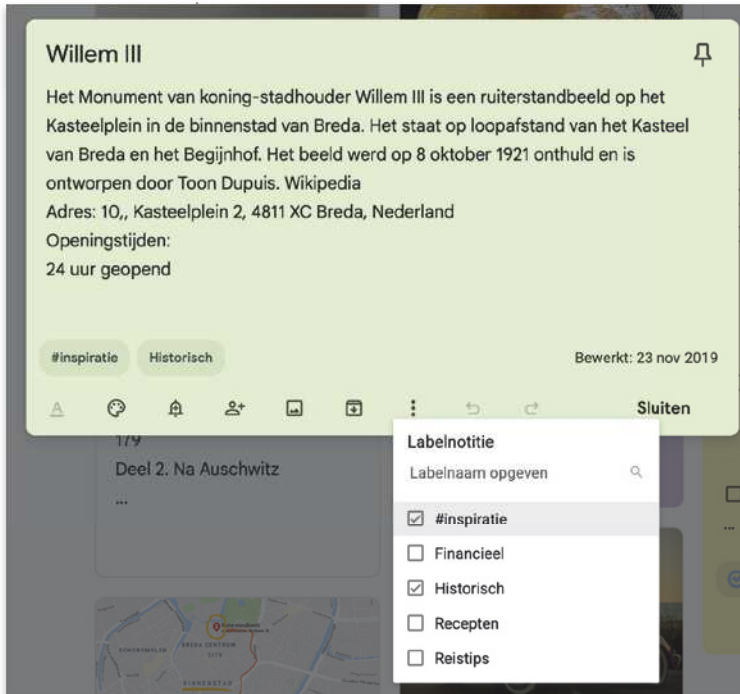 Willem III
Het Monument van koning-stadhouder Willem III is een ruiterstandbeeld op het
Kasteelplein in de binnenstad van Breda. Het staat op loopafstand van het Kasteel
van Breda en het Begijnhof. Het beeld werd op 8 oktober 1921 onthuld en is
ontworpen door Toon Dupuis. Wikipedia
Adres: 10,, Kasteelplein 2, 4811 XC Breda, Nederland
Openingstijden:
24 uur geopend
#inspiratie Historisch
Bewerkt: 23 nov 2019
A
Sluiten
179
Deel 2. Na Auschwitz
...
Labelnotitie
Labelnaam opgeven
#inspiratie
Financieel
Historisch
Recepten
Reistips
...
BREDA CENTRUM
CITY
BINNENSTAD